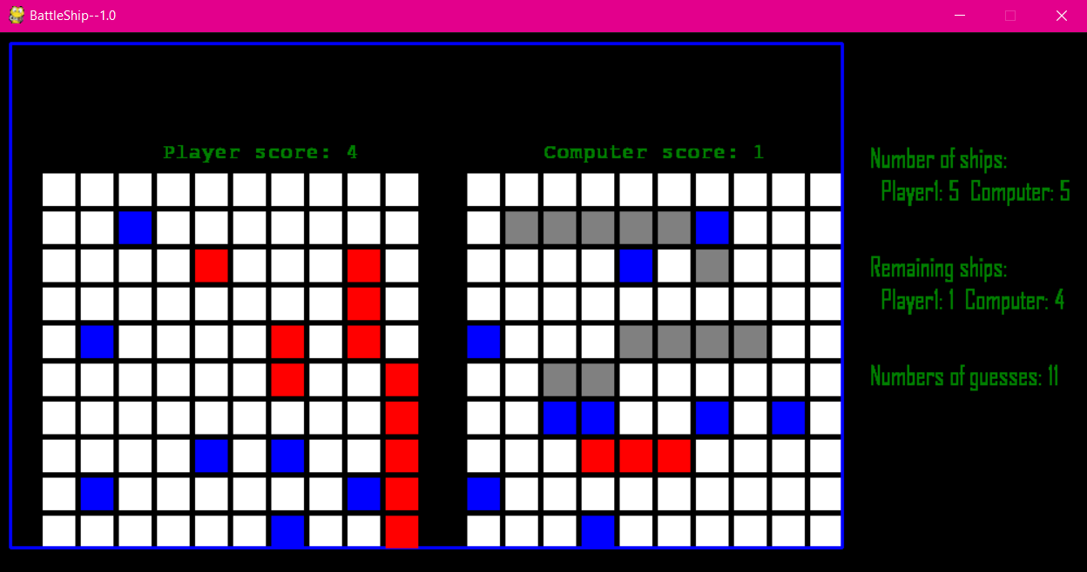 BattleShip--1.0
Player score: 4
Computer score: 1
Number of ships:
Player1: 5 Computer: 5
Remaining ships:
Player1: 1 Computer: 4
Numbers of guesses: 11